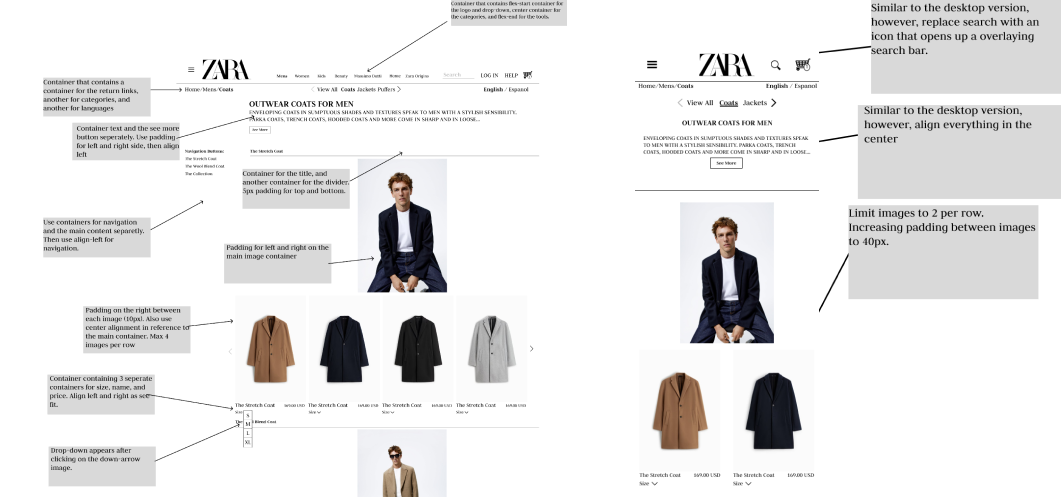 Container that contains flex-start container for
the logo and drop-down, center container for
the categories, and flex-end for the tools.
ZARA
Mens Women Kids Beauty Home Zara Origins
Search
LOG IN HELP
Container that contains a
container for the return links,
another for categories, and
another for languages
Home/Mens/Coats
View All Coats Jackets Puffers
English / Espanol
OUTWEAR COATS FOR MEN
ENVELOPING COATS IN SUMPTUOUS SHADES AND TEXTURES SPEAK TO MEN WITH A STYLISH SENSIBILITY.
PARKA COATS, TRENCH COATS, HOODED COATS AND MORE COME IN SHARP AND IN LOOSE...
See More
Container text and the see more
button seperately. Use padding
for left and right side, then align
left
Navigation Buttons:
The Stretch Coat
The Wool Blend Coat
The Collection
The Stretch Coat
Container for the title, and
another container for the divider.
5px padding for top and bottom.
Use containers for navigation
and the main content separetly.
Then use align-left for
navigation.
Padding for left and right on the
main image container
Padding on the right between
each image (10px). Also use
center alignment in reference to
the main container. Max 4
images per row
Container containing 3 seperate
containers for size, name, and
price. Align left and right as see
fit.
The Stretch Coat 169.00 USD
Size
The Stretch Coat 169.00 USD
Size
The Stretch Coat 169.00 USD
Size
The Stretch Coat 169.00 USD
Size
S
M
L
XL
Blend Coat
Drop-down appears after
clicking on the down-arrow
image.
Similar to the desktop version,
however, replace search with an
icon that opens up a overlaying
search bar.
ZARA
Home/Mens/Coats
English / Espanol
View All Coats Jackets
OUTWEAR COATS FOR MEN
ENVELOPING COATS IN SUMPTUOUS SHADES AND TEXTURES SPEAK
TO MEN WITH A STYLISH SENSIBILITY. PARKA COATS, TRENCH
COATS, HOODED COATS AND MORE COME IN SHARP AND IN LOOSE...
See More
Similar to the desktop version,
however, align everything in the
center
Limit images to 2 per row.
Increasing padding between images
to 40px.
The Stretch Coat 169.00 USD
Size
The Stretch Coat 169.00 USD
Size